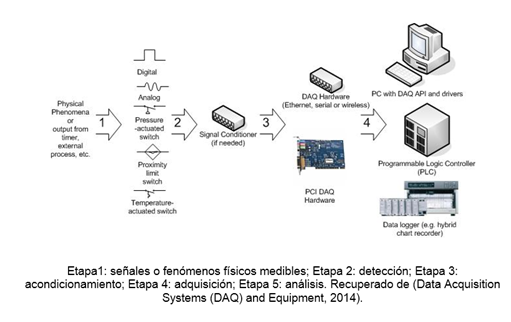 Physical
Phenomena
or
output from
timer,
external
process, etc.
1
Digital
Analog
Pressure
-actuated
switch
Proximity
limit
switch
Temperature-
actuated switch
2
Signal Conditioner
(if needed)
3
DAQ Hardware
(Ethernet, serial or wireless)
PCI DAQ
Hardware
4
PC with DAQ API and drivers
Programmable Logic Controller
(PLC)
Data logger (e.g. hybrid
chart recorder)
Etapa1: señales o fenómenos físicos medibles; Etapa 2: detección; Etapa 3:
acondicionamiento; Etapa 4: adquisición; Etapa 5: análisis. Recuperado de (Data Acquisition
Systems (DAQ) and Equipment, 2014).